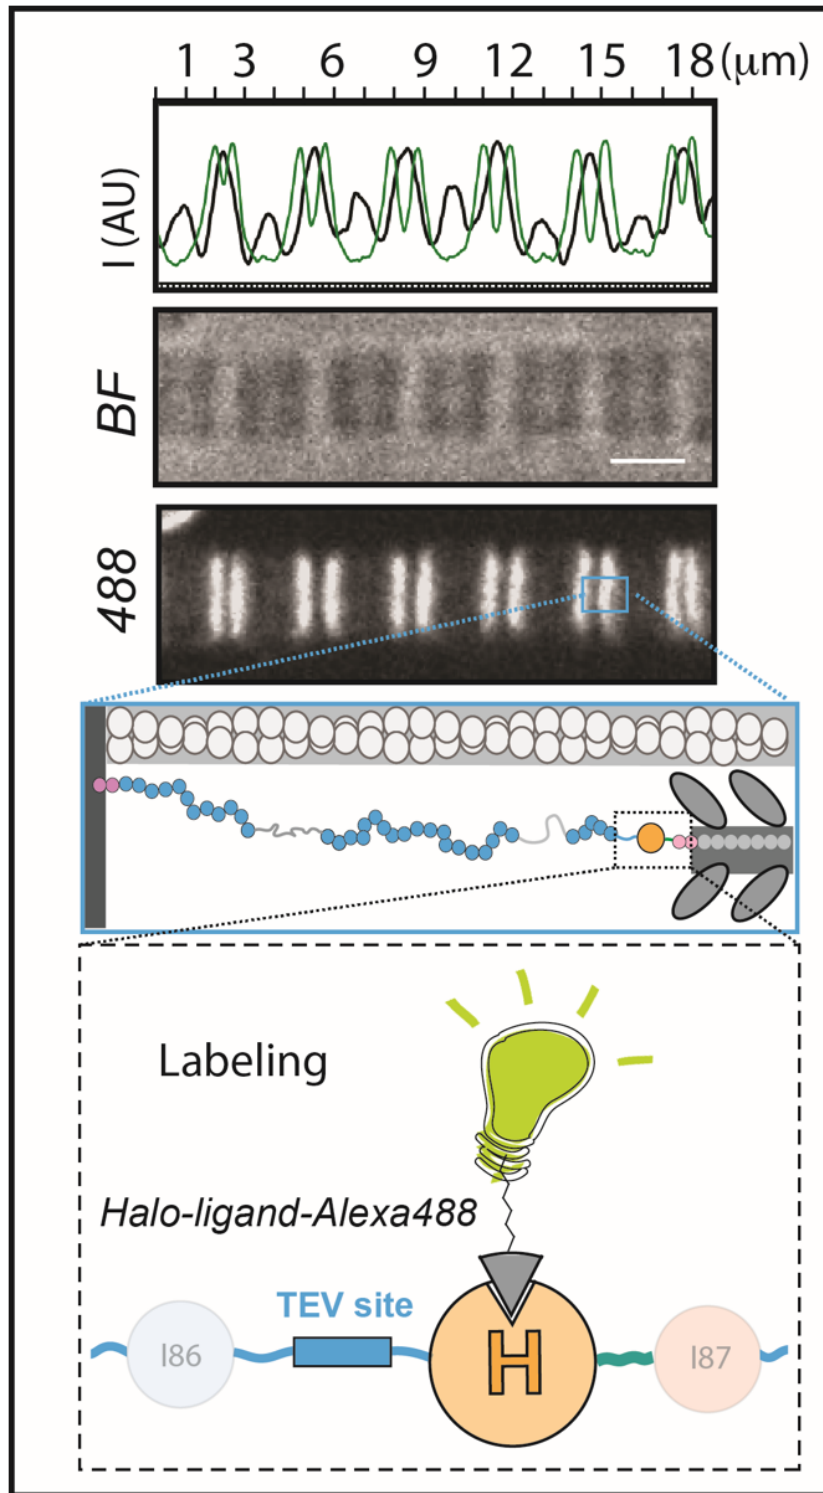 1 3 6 9 12 15 18 (μm)
I (AU)
BF
488
Labeling
Halo-ligand-Alexa488
TEV site
I86
H
I87